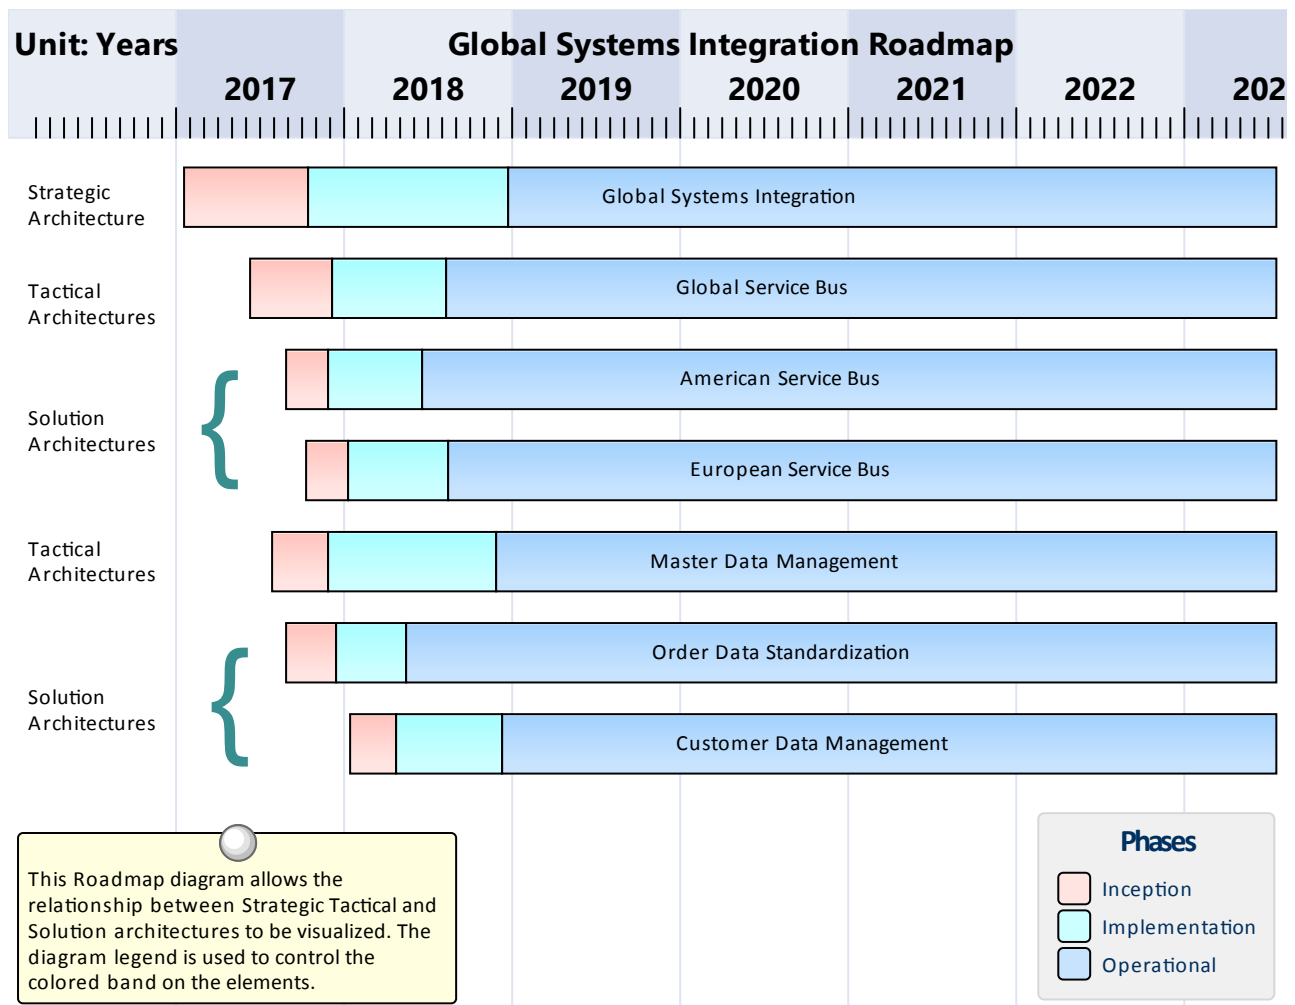 Unit: Years
Global Systems Integration Roadmap
2017 2018 2019 2020 2021 2022 202
Strategic
Architecture
Global Systems Integration
Tactical
Architectures
Global Service Bus
American Service Bus
Solution
Architectures
{
European Service Bus
Tactical
Architectures
Master Data Management
Order Data Standardization
Solution
Architectures
{
Customer Data Management
This Roadmap diagram allows the
relationship between Strategic Tactical and
Solution architectures to be visualized. The
diagram legend is used to control the
colored band on the elements.
Phases
Inception
Implementation
Operational